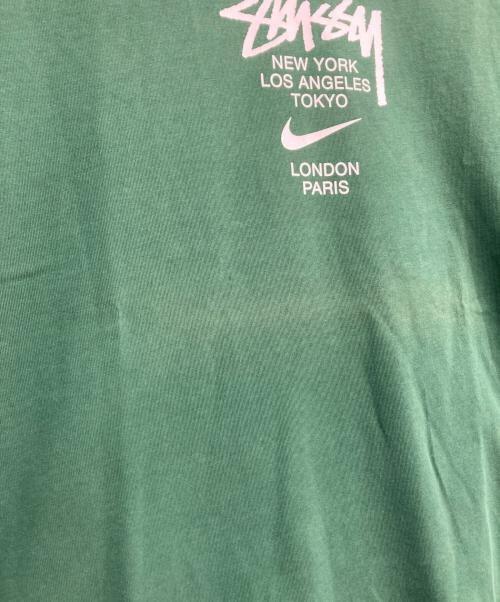 STÜSSY
NEW YORK
LOS ANGELES
TOKYO
LONDON
PARIS